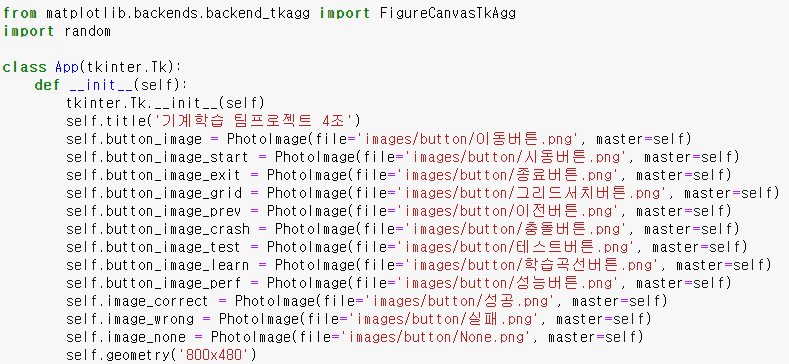 from matplotlib.backends.backend_tkagg import FigureCanvasTkAgg
import random
class App(tkinter.Tk):
def __init__(self):
tkinter.Tk.__init__(self)
self.title('기계학습 팀프로젝트 4조')
self.button_image = PhotoImage(file='images/button/이동버튼.png', master=self)
self.button_image_start = PhotoImage(file='images/button/시동버튼.png', master=self)
self.button_image_exit = PhotoImage(file='images/button/종료버튼.png', master=self)
self.button_image_grid = PhotoImage(file='images/button/그리드서치버튼.png', master=self)
self.button_image_prev = PhotoImage(file='images/button/이전버튼.png', master=self)
self.button_image_crash = PhotoImage(file='images/button/충돌버튼.png', master=self)
self.button_image_test = PhotoImage(file='images/button/테스트버튼.png', master=self)
self.button_image_learn = PhotoImage(file='images/button/학습곡선버튼.png', master=self)
self.button_image_perf = PhotoImage(file='images/button/성능버튼.png', master=self)
self.image_correct = PhotoImage(file='images/button/성공.png', master=self)
self.image_wrong = PhotoImage(file='images/button/실패.png', master=self)
self.image_none = PhotoImage(file='images/button/None.png', master=self)
self.geometry('800x480')